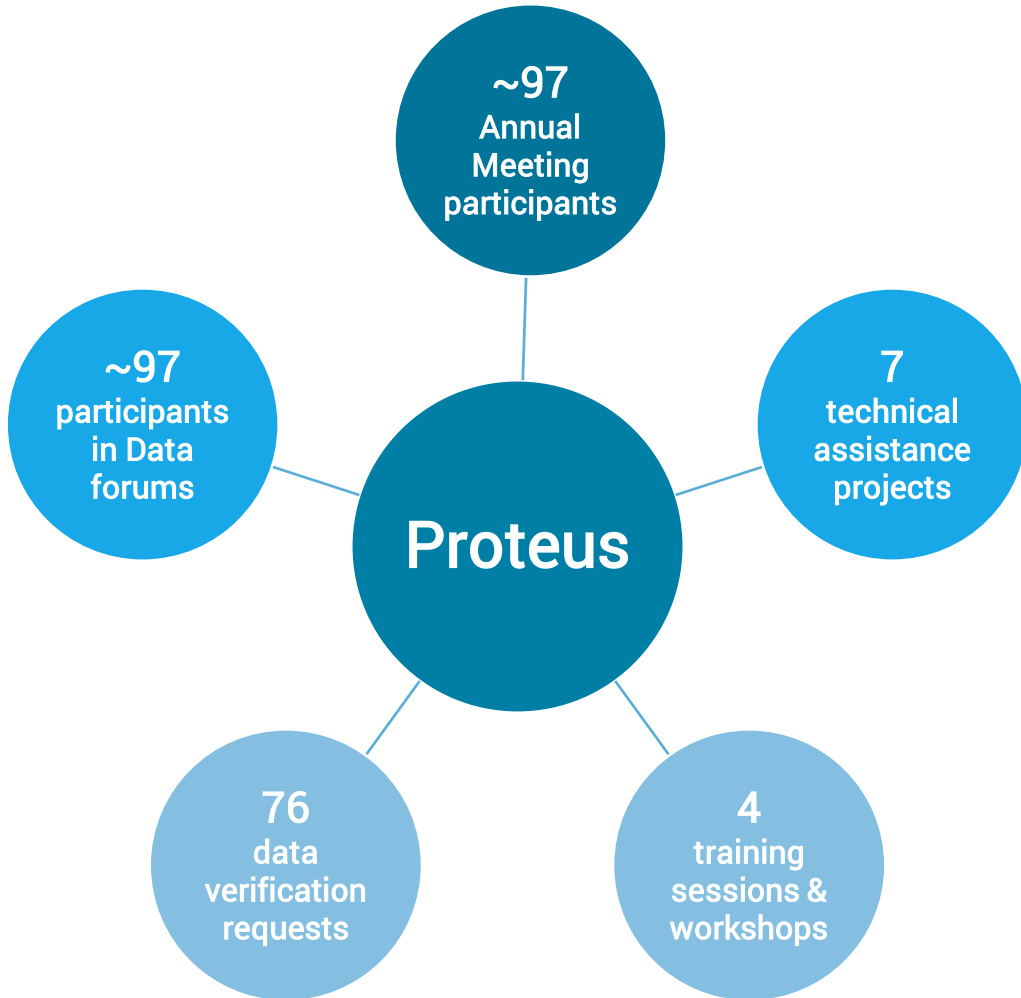 ~97
Annual
Meeting
participants
~97
participants
in Data
forums
7
technical
assistance
projects
Proteus
76
data
verification
requests
4
training
sessions &
workshops